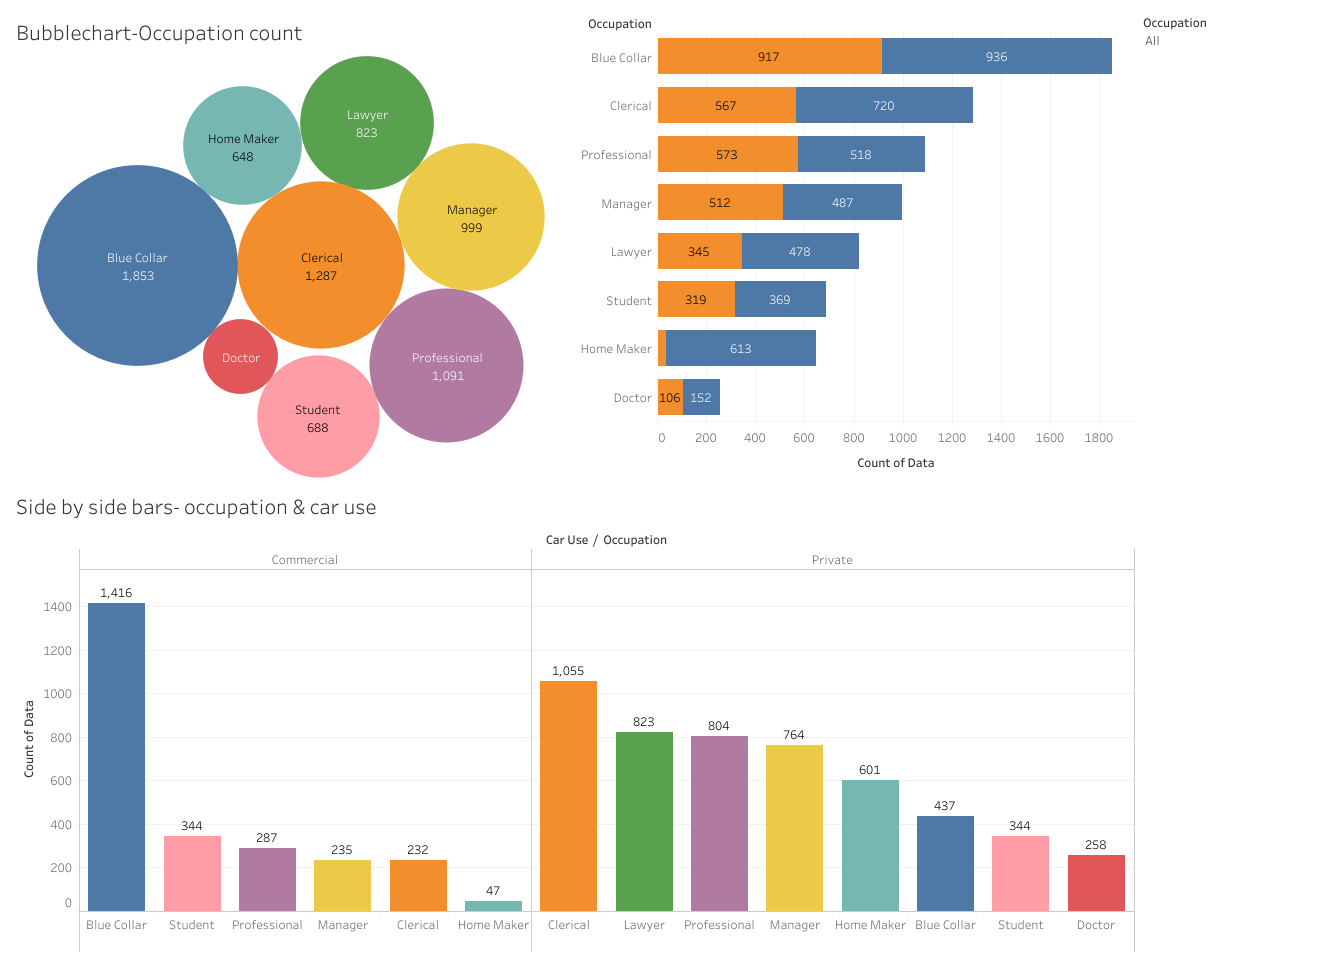 Bubblechart-Occupation count
Lawyer
823
Home Maker
648
Manager
999
Blue Collar
1,853
Clerical
1,287
Doctor
Professional
1,091
Student
688
Occupation
Blue Collar 917 936
Clerical 567 720
Professional 573 518
Manager 512 487
Lawyer 345 478
Student 319 369
Home Maker 613
Doctor 106 152
0 200 400 600 800 1000 1200 1400 1600 1800
Count of Data
Occupation
All
Side by side bars- occupation & car use
Car Use / Occupation
Commercial Private
Count of Data
1400
1200
1000
800
600
400
200
0
1,416 344 287 235 232 47 1,055 823 804 764 601 437 344 258
Blue Collar Student Professional Manager Clerical Home Maker Clerical Lawyer Professional Manager Home Maker Blue Collar Student Doctor